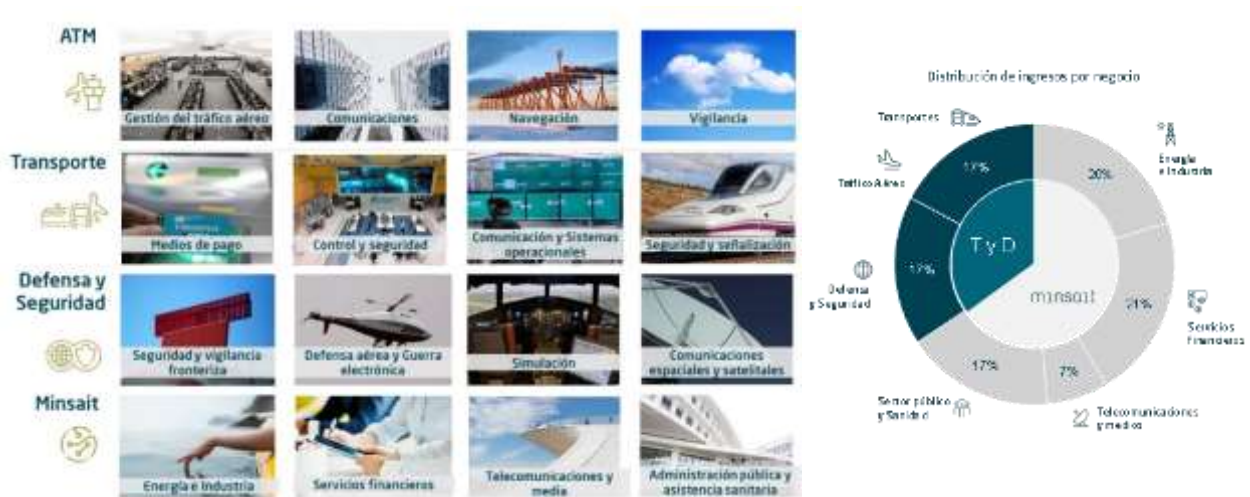 ATM
Gestión del tráfico aéreo
Comunicaciones
Navegación
Vigilancia
Transporte
Medios de pago
Control y seguridad
Comunicación y Sistemas
operacionales
Seguridad y señalización
Defensa y
Seguridad
Seguridad y vigilancia
fronteriza
Defensa aérea y Guerra
electrónica
Simulación
Comunicaciones
espaciales y satelitales
Minsait
Energía e Industria
Servicios financieros
Telecomunicaciones y
media
Administración pública y
asistencia sanitaria
Distribución de ingresos por negocio
Transportes
Tráfico Aéreo
17%
Defensa
y Seguridad
17%
T y D
minsait
20%
Energía
e Industria
21%
Servicios
Financieros
7%
Telecomunicaciones
y medios
17%
Sector público
y Sanidad